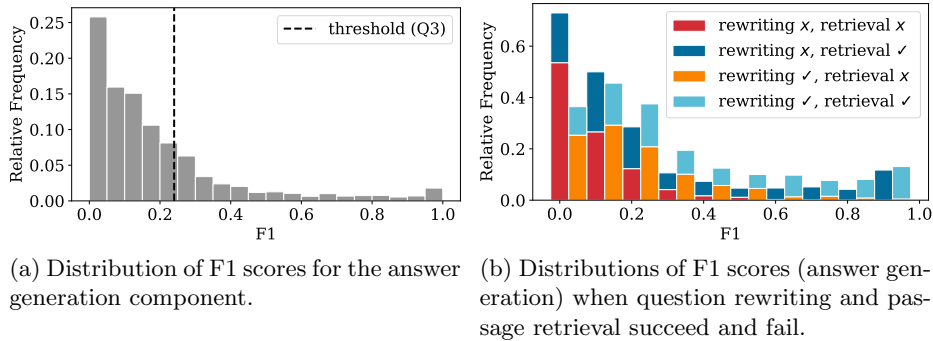 threshold (Q3)
Relative Frequency
0.25
0.20
0.15
0.10
0.05
0.00
0.0 0.2 0.4 0.6 0.8 1.0
F1
(a) Distribution of F1 scores for the answer
generation component.
rewriting x, retrieval x
rewriting x, retrieval ✓
rewriting ✓, retrieval x
rewriting ✓, retrieval ✓
Relative Frequency
0.6
0.4
0.2
0.0
0.0 0.2 0.4 0.6 0.8 1.0
F1
(b) Distributions of F1 scores (answer gen-
eration) when question rewriting and pas-
sage retrieval succeed and fail.